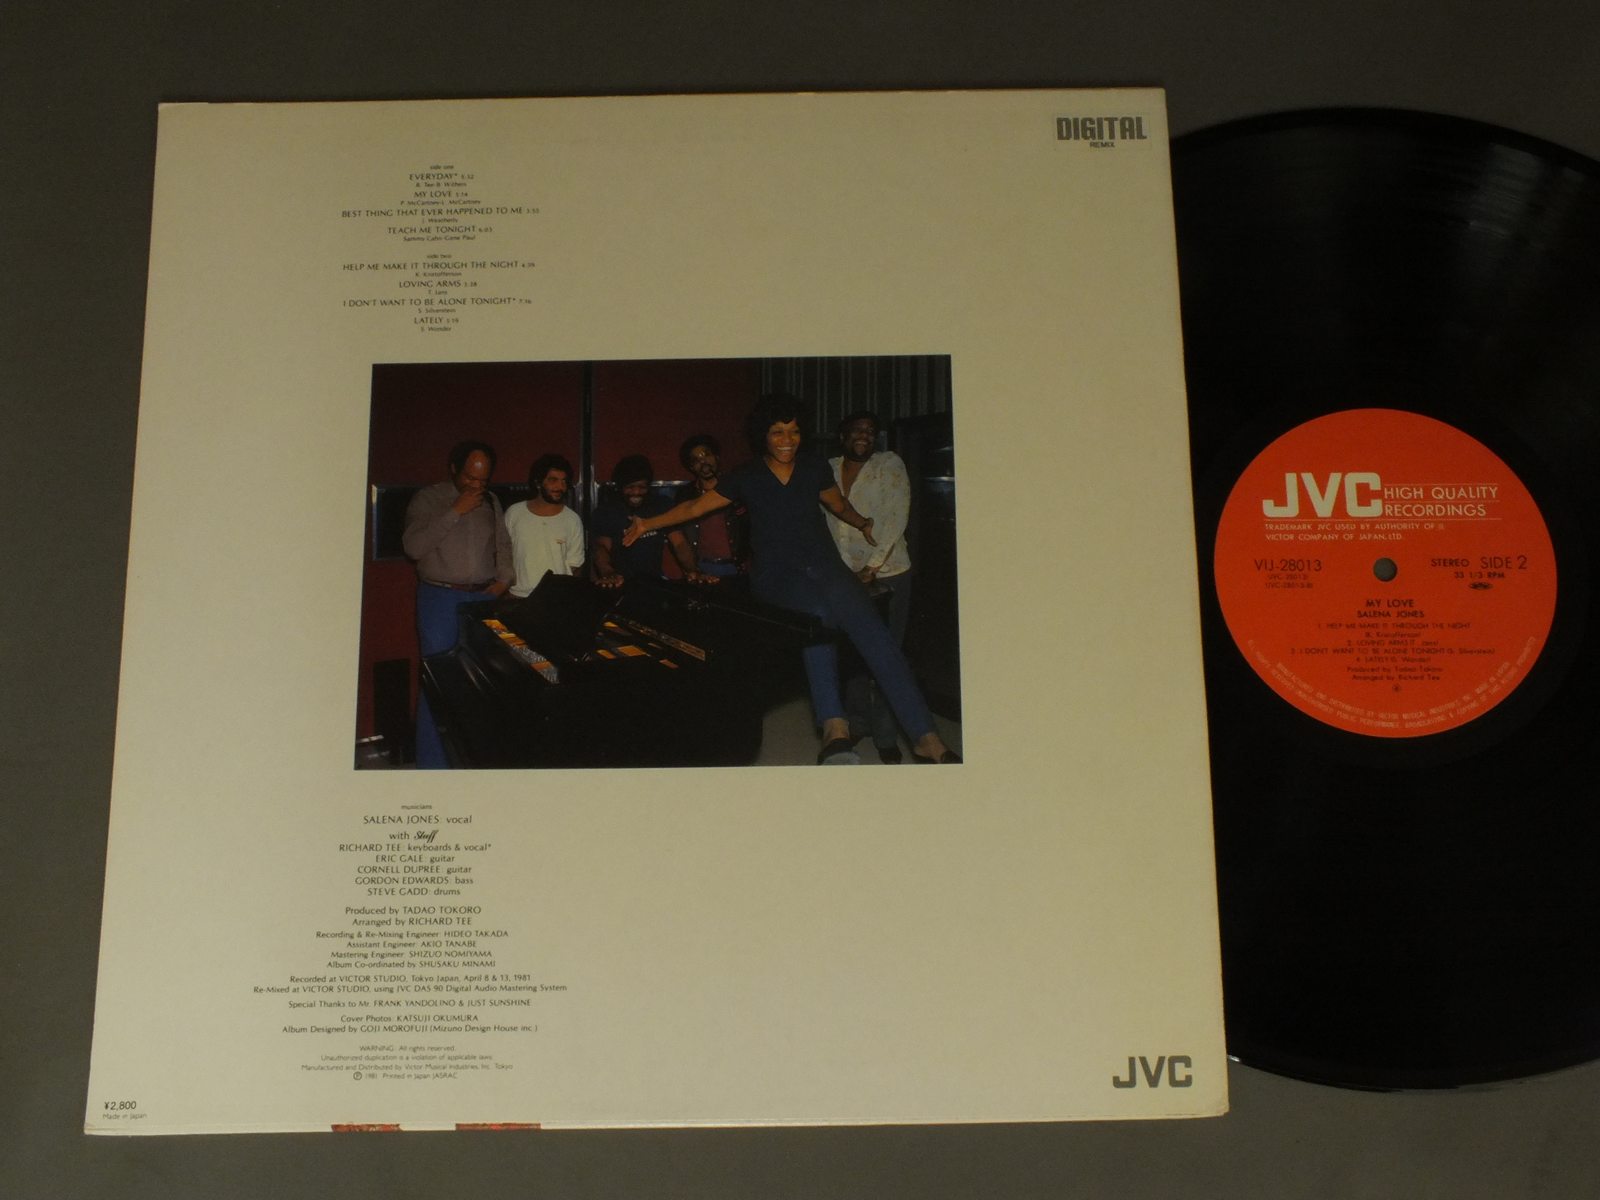 DIGITAL
REMIX
side one
EVERYDAY* 5:32
R. Tee-B. Withers
MY LOVE 5:14
P. McCartney-L. McCartney
BEST THING THAT EVER HAPPENED TO ME 3:55
J. Weatherly
TEACH ME TONIGHT 6:03
Sammy Cahn-Gene Paul
side two
HELP ME MAKE IT THROUGH THE NIGHT
K. Kristofferson
LOVING ARMS
T. Jans
I DON'T WANT TO BE ALONE TONIGHT* 7:16
S. Silverstein
LATELY
S. Wonder
musicians
SALENA JONES: vocal
with Stuff
RICHARD TEE: keyboards & vocal*
ERIC GALE: guitar
CORNELL DUPREE: guitar
GORDON EDWARDS: bass
STEVE GADD: drums
Produced by TADAO TOKORO
Arranged by RICHARD TEE
Recording & Re-Mixing Engineer: HIDEO TAKADA
Assistant Engineer: AKIO TANABE
Mastering Engineer: SHIZUO NOMIYAMA
Album Co-ordinated by SHUSAKU MINAMI
Recorded at VICTOR STUDIO, Tokyo Japan, April 8 & 13, 1981
Re-Mixed at VICTOR STUDIO, using JVC DAS 90 Digital Audio Mastering System
Special Thanks to Mr. FRANK YANDOLINO & JUST SUNSHINE
Cover Photos: KATSUJI OKUMURA
Album Designed by GOJI MOROFUJI (Mizuno Design House inc.)
WARNING: All rights reserved.
Unauthorized duplication is a violation of applicable laws.
Manufactured and Distributed by Victor Musical Industries, Inc. Tokyo
Ⓟ 1981 Printed in Japan JASRAC
¥2,800
Made in Japan
JVC
JVC HIGH QUALITY
RECORDINGS
TRADEMARK JVC USED BY AUTHORITY OF
VICTOR COMPANY OF JAPAN, LTD.
VIJ-28013
STEREO SIDE 2
33 1/3 RPM
MY LOVE
SALENA JONES
1. HELP ME MAKE IT THROUGH THE NIGHT
(K. Kristofferson)
2. LOVING ARMS (T. Jans)
3. I DON'T WANT TO BE ALONE TONIGHT (S. Silverstein)
4. LATELY (S. Wonder)
Produced by Tadao Tokoro
Arranged by Richard Tee
Ⓟ